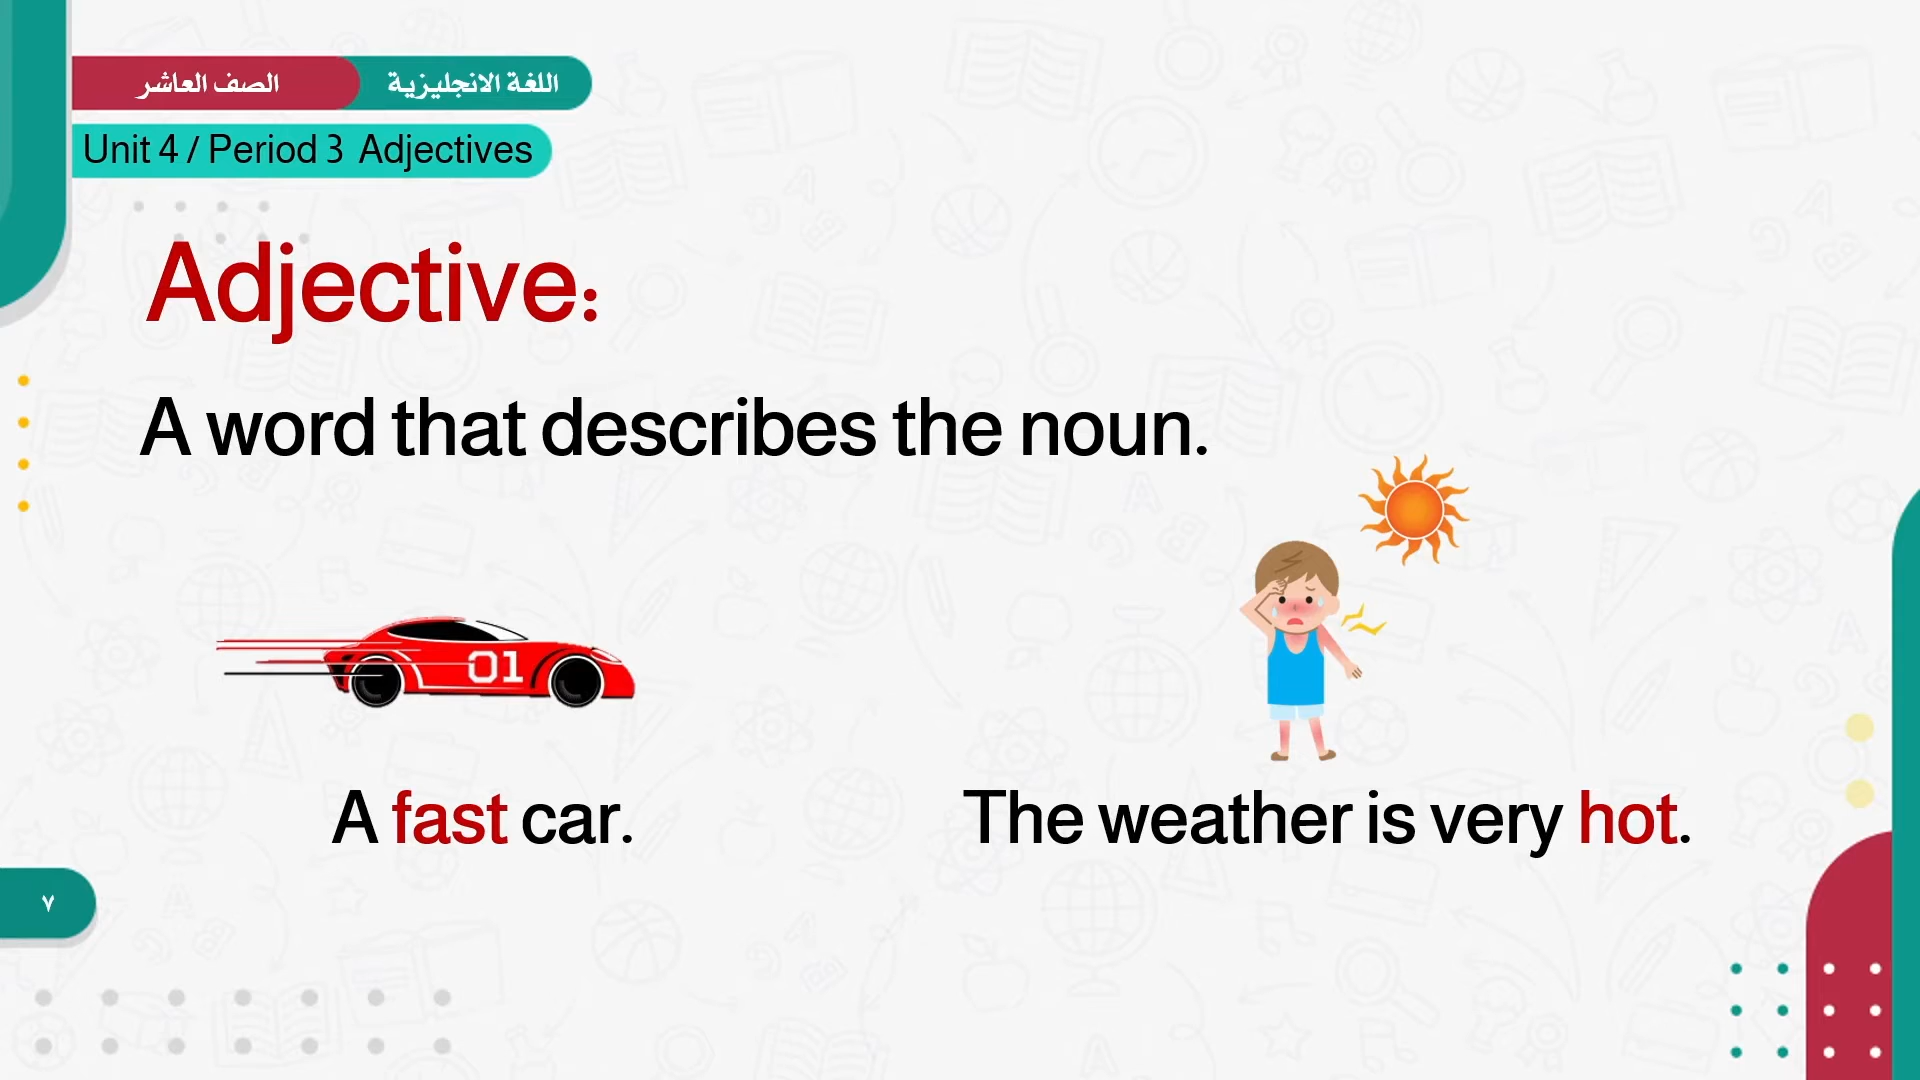 اللغة الانجليزية
الصف العاشر
Unit 4 / Period 3 Adjectives
Adjective:
A word that describes the noun.
01
A fast car.
The weather is very hot.
٧